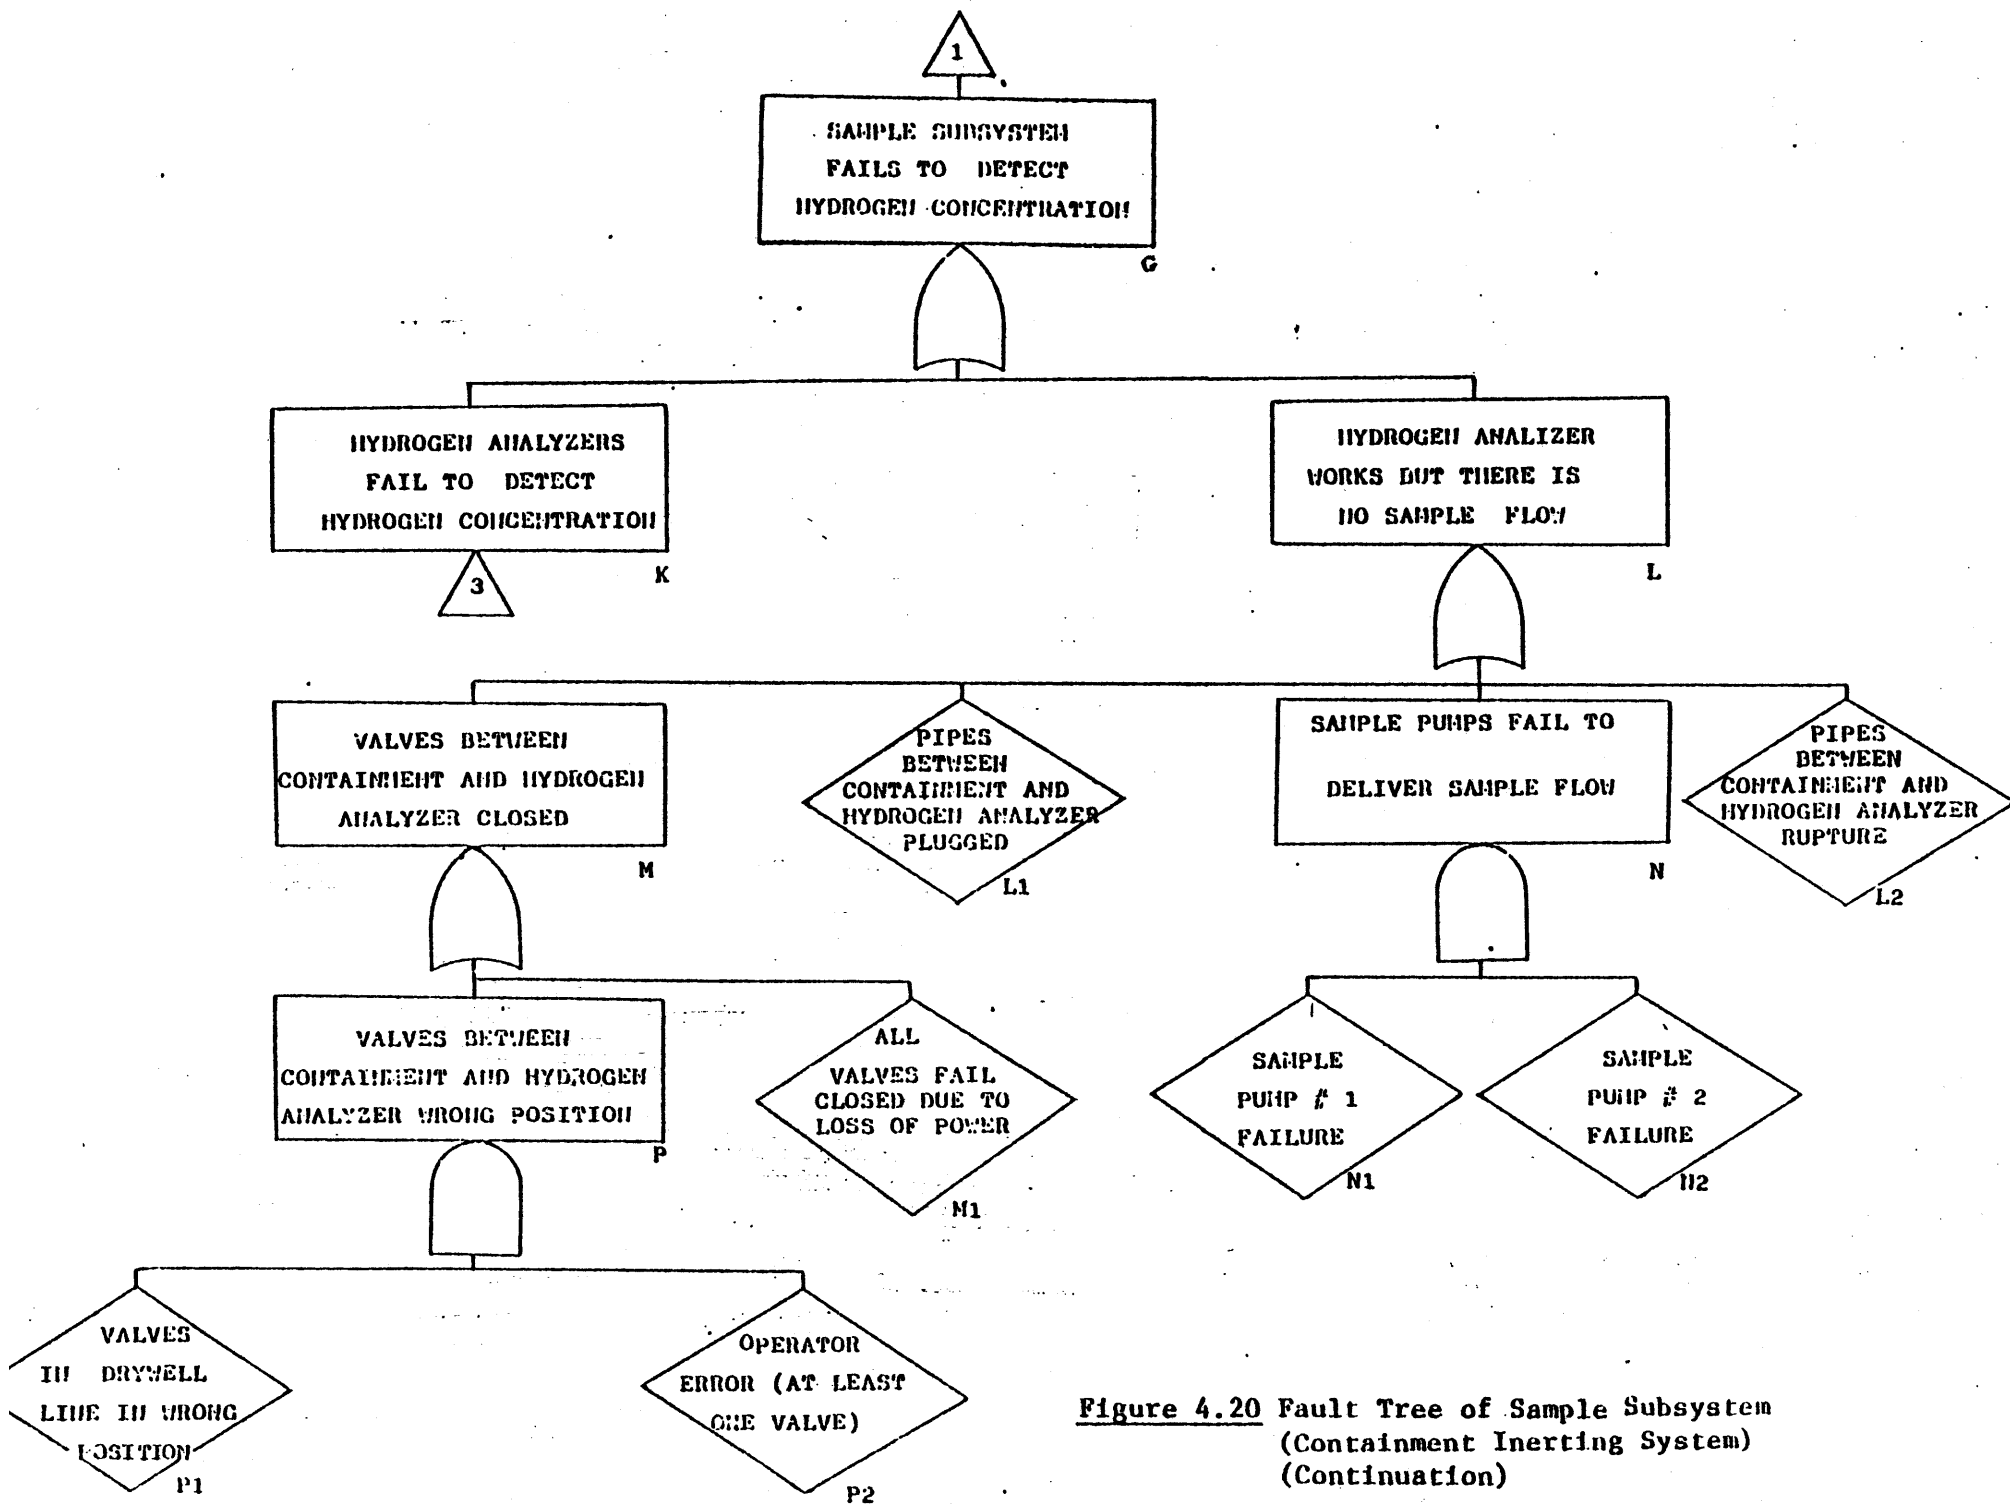 1
SAMPLE SUBSYSTEM
FAILS TO DETECT
HYDROGEN CONCENTRATION
G
HYDROGEN ANALYZERS
FAIL TO DETECT
HYDROGEN CONCENTRATION
K
3
HYDROGEN ANALIZER
WORKS BUT THERE IS
NO SAMPLE FLOW
L
VALVES BETWEEN
CONTAINMENT AND HYDROGEN
ANALYZER CLOSED
M
PIPES
BETWEEN
CONTAINMENT AND
HYDROGEN ANALYZER
PLUGGED
L1
SAMPLE PUMPS FAIL TO
DELIVER SAMPLE FLOW
N
PIPES
BETWEEN
CONTAINMENT AND
HYDROGEN ANALYZER
RUPTURE
L2
VALVES BETWEEN
CONTAINMENT AND HYDROGEN
ANALYZER WRONG POSITION
P
ALL
VALVES FAIL
CLOSED DUE TO
LOSS OF POWER
M1
SAMPLE
PUMP # 1
FAILURE
N1
SAMPLE
PUMP # 2
FAILURE
N2
VALVES
IN DRYWELL
LINE IN WRONG
POSITION
P1
OPERATOR
ERROR (AT LEAST
ONE VALVE)
P2
Figure 4.20 Fault Tree of Sample Subsystem
(Containment Inerting System)
(Continuation)